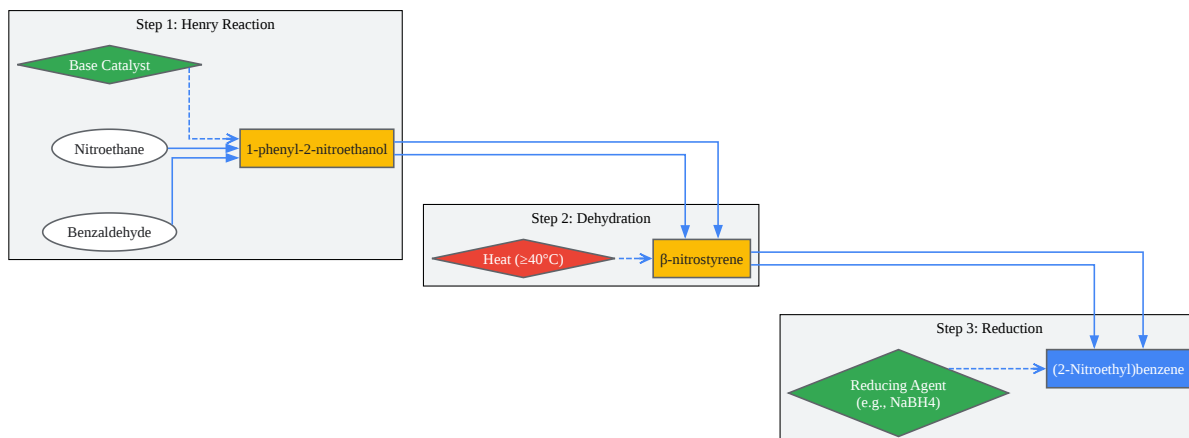 Step 1: Henry Reaction
Base Catalyst
Nitroethane
1-phenyl-2-nitroethanol
Benzaldehyde
Step 2: Dehydration
Heat (≥40°C)
β-nitrostyrene
Step 3: Reduction
(2-Nitroethyl)benzene
Reducing Agent
(e.g., NaBH4)